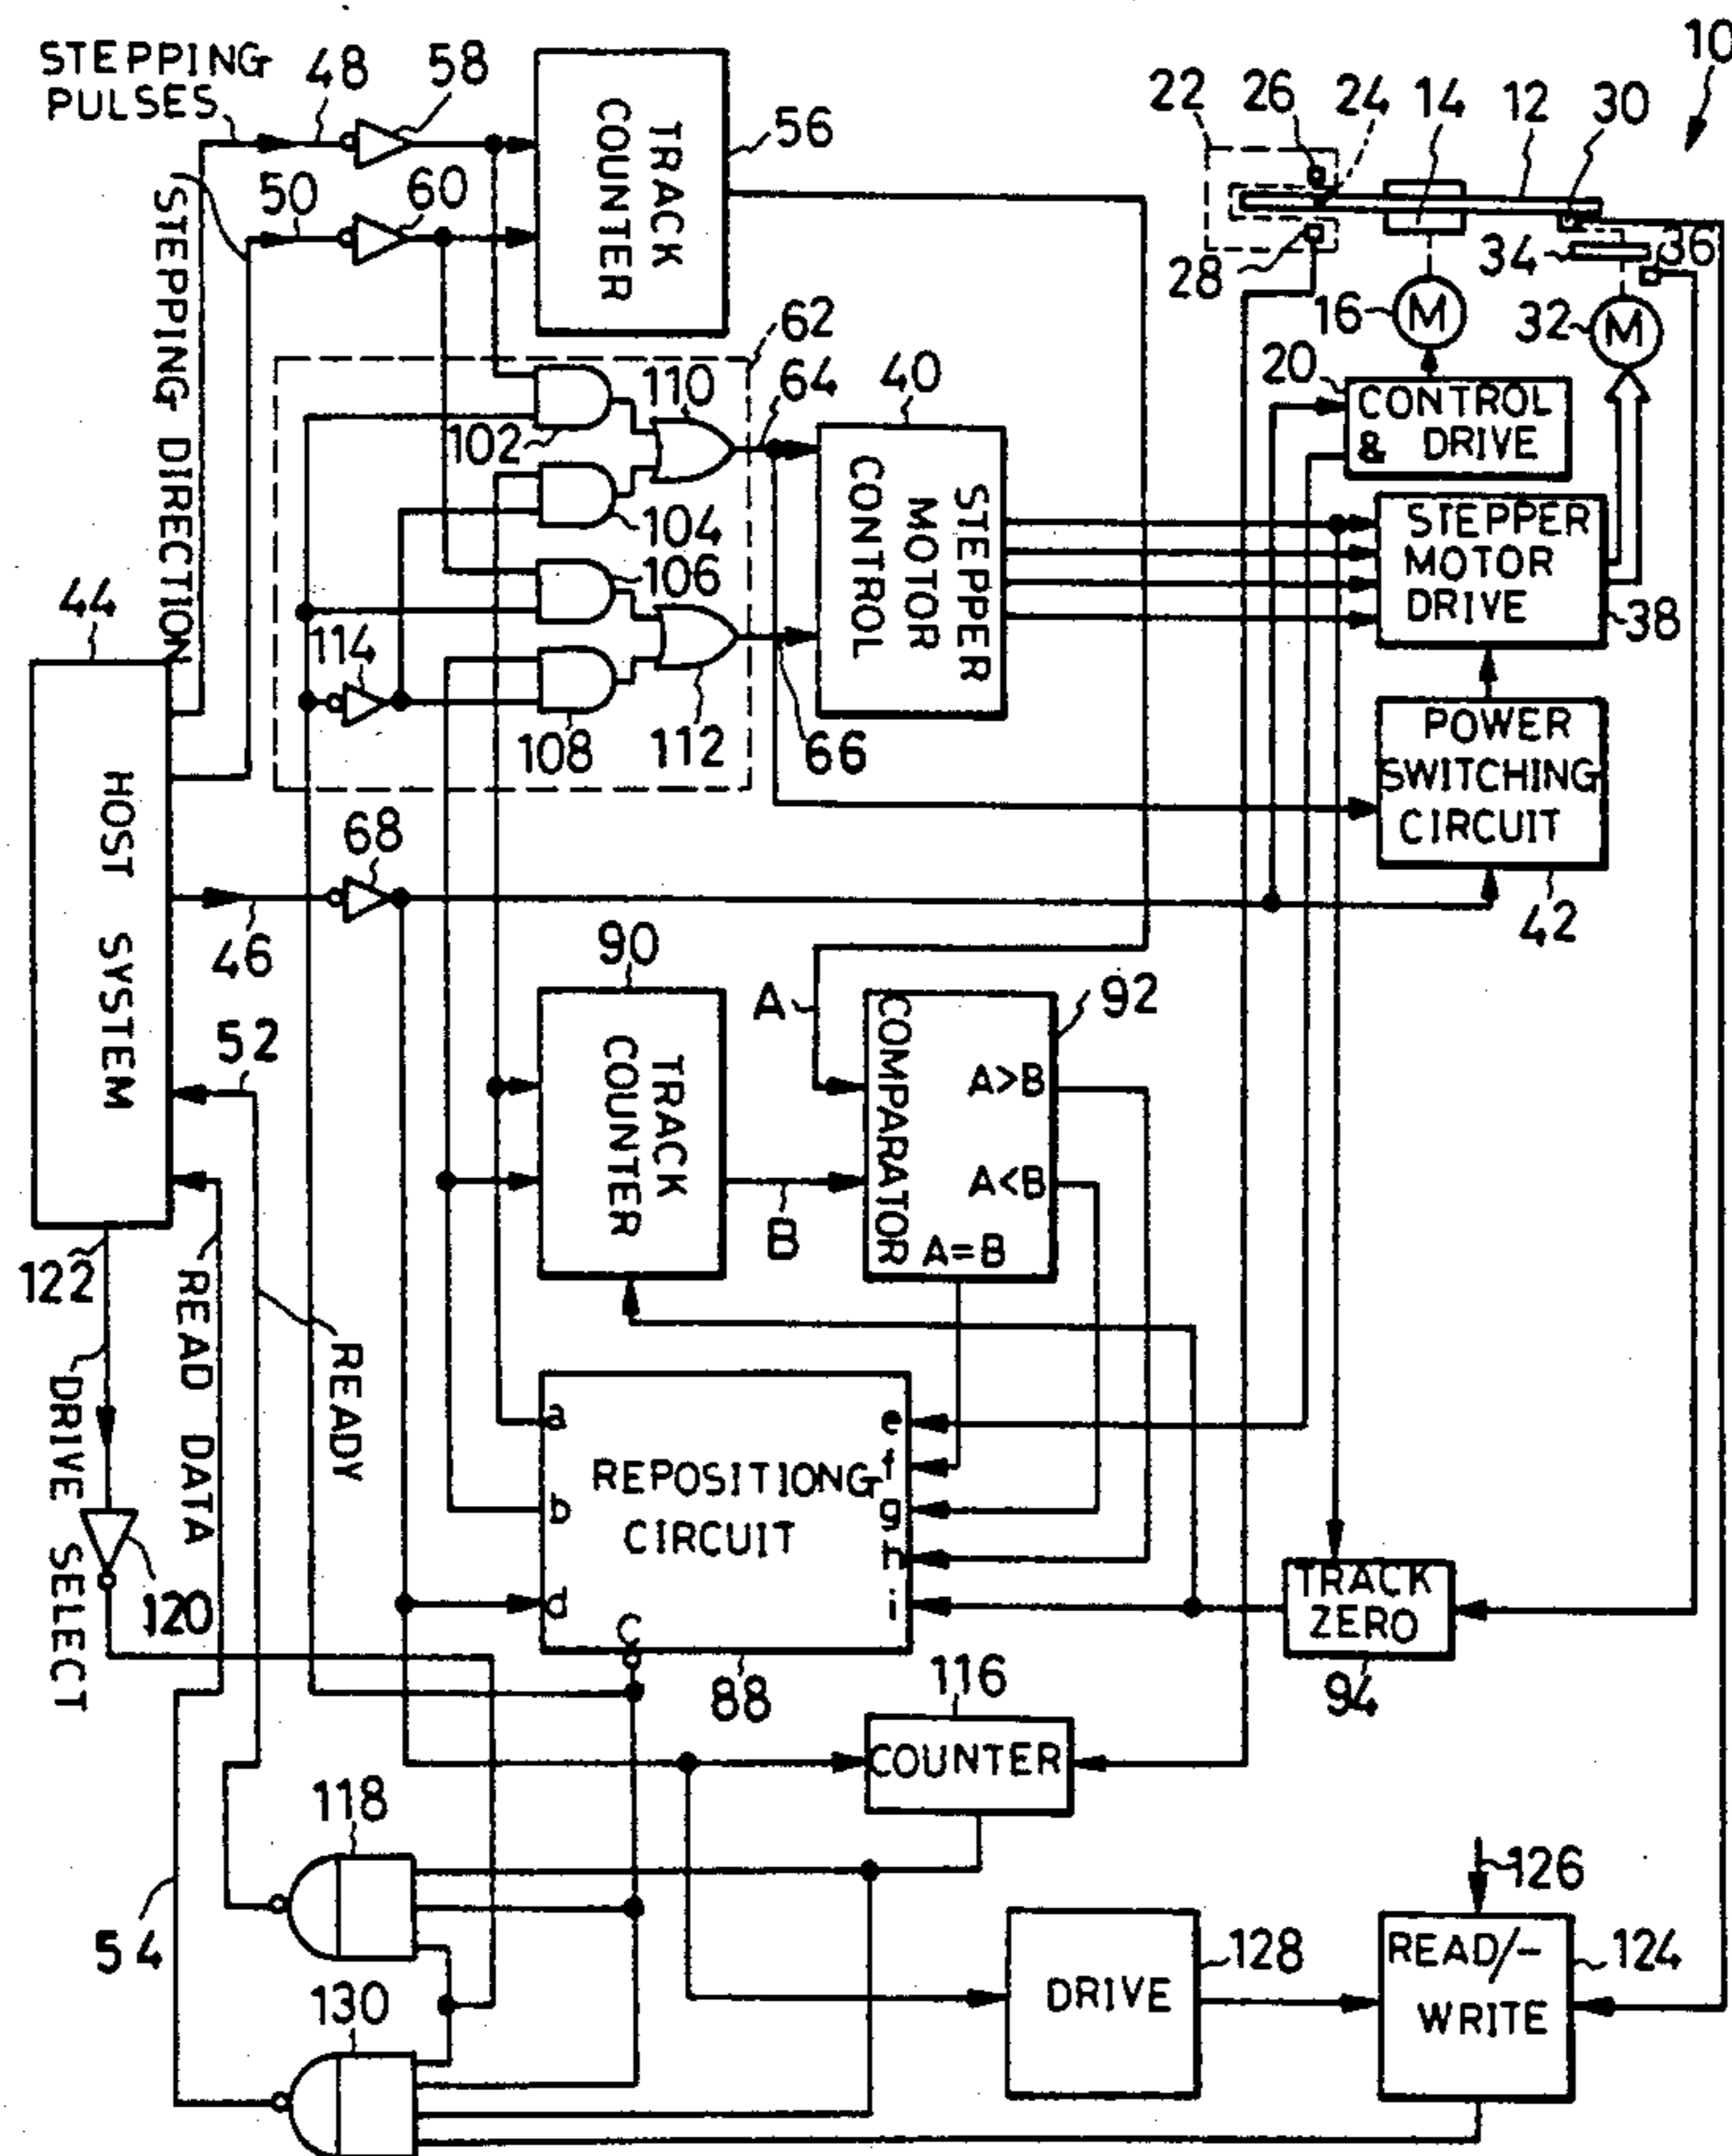 10
STEPPING
PULSES
48
58
TRACK
COUNTER
56
22
26
24
14
12
30
50
60
STEPPING DIRECTION
28
34
36
16
M
32
M
62
110
64
40
20
CONTROL
& DRIVE
102
104
106
STEPPER
MOTOR
CONTROL
STEPPER
MOTOR
DRIVE
38
44
114
108
112
66
POWER
SWITCHING
CIRCUIT
42
HOST SYSTEM
68
46
90
A
92
52
TRACK
COUNTER
COMPARATOR
A>B
A<B
A=B
B
122
READ DATA
READY
DRIVE SELECT
a
b
d
C
REPOSITIONG
CIRCUIT
e
f
g
h
i
120
88
TRACK
ZERO
94
116
COUNTER
118
54
130
126
128
DRIVE
READ/-
WRITE
124